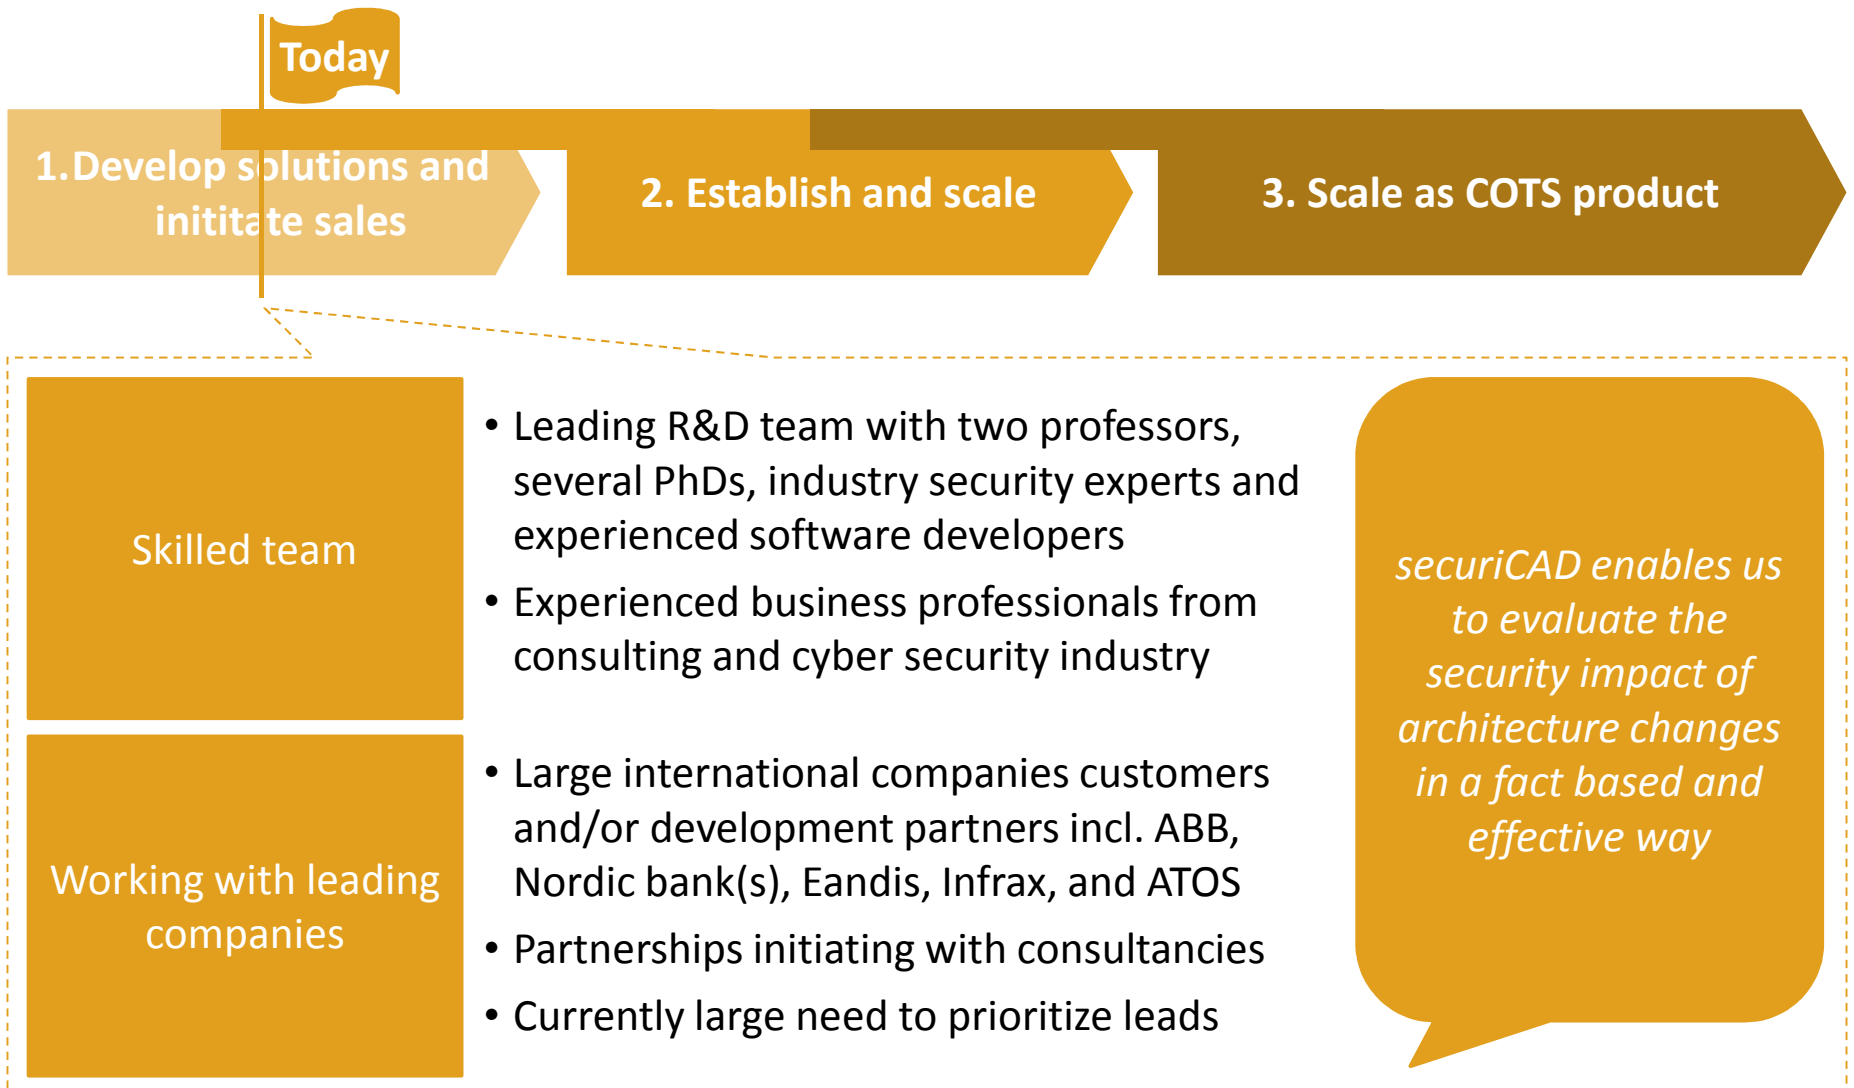 Today
1.Develop solutions and
inititate sales
2. Establish and scale
3. Scale as COTS product
Skilled team
• Leading R&D team with two professors,
several PhDs, industry security experts and
experienced software developers
• Experienced business professionals from
consulting and cyber security industry
Working with leading
companies
• Large international companies customers
and/or development partners incl. ABB,
Nordic bank(s), Eandis, Infrax, and ATOS
• Partnerships initiating with consultancies
• Currently large need to prioritize leads
securiCAD enables us
to evaluate the
security impact of
architecture changes
in a fact based and
effective way